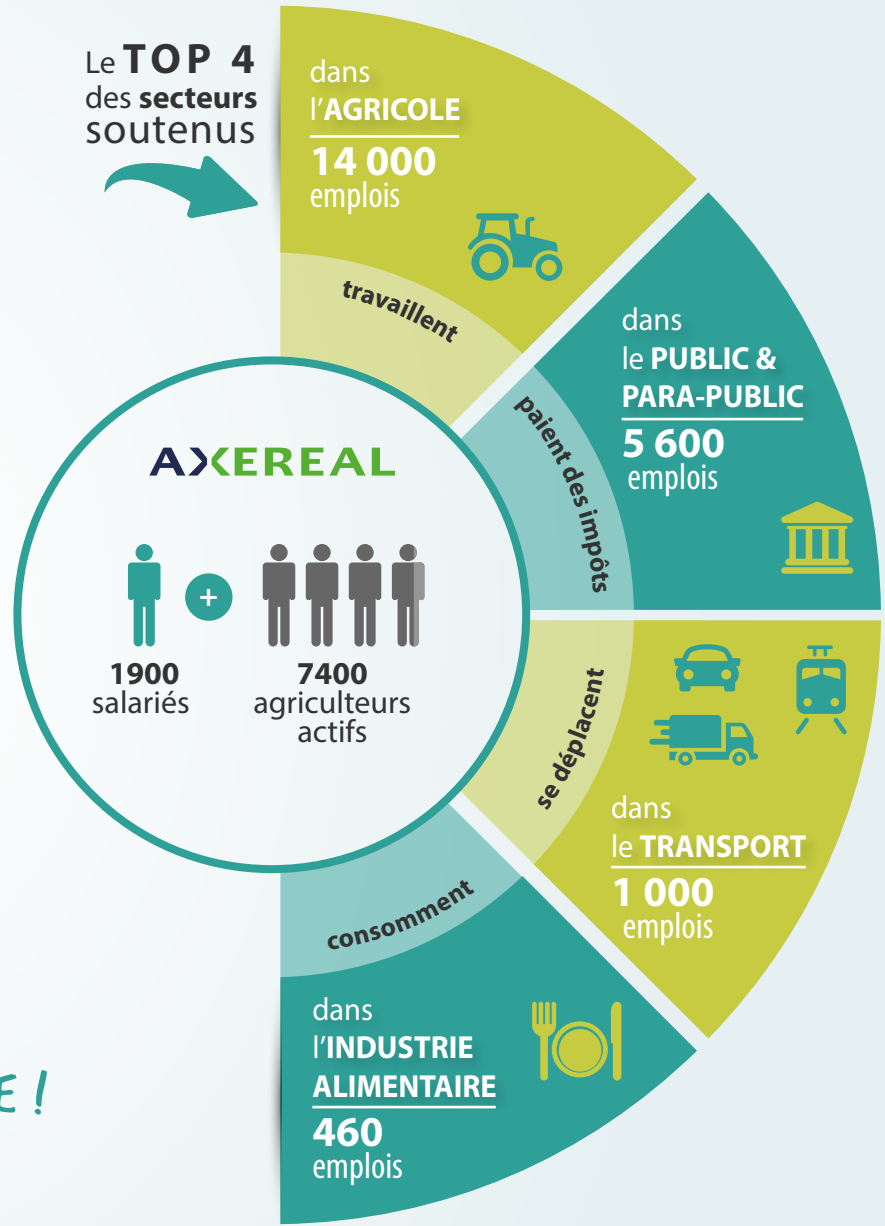 Le TOP 4
des secteurs
soutenus
dans
l'AGRICOLE
14 000
emplois
travaillent
dans
le PUBLIC &
PARA-PUBLIC
5 600
emplois
paient des impôts
AXEREAL
+
1900
salariés
7400
agriculteurs
actifs
se déplacent
dans
le TRANSPORT
1 000
emplois
consomment
dans
l'INDUSTRIE
ALIMENTAIRE
460
emplois
E !